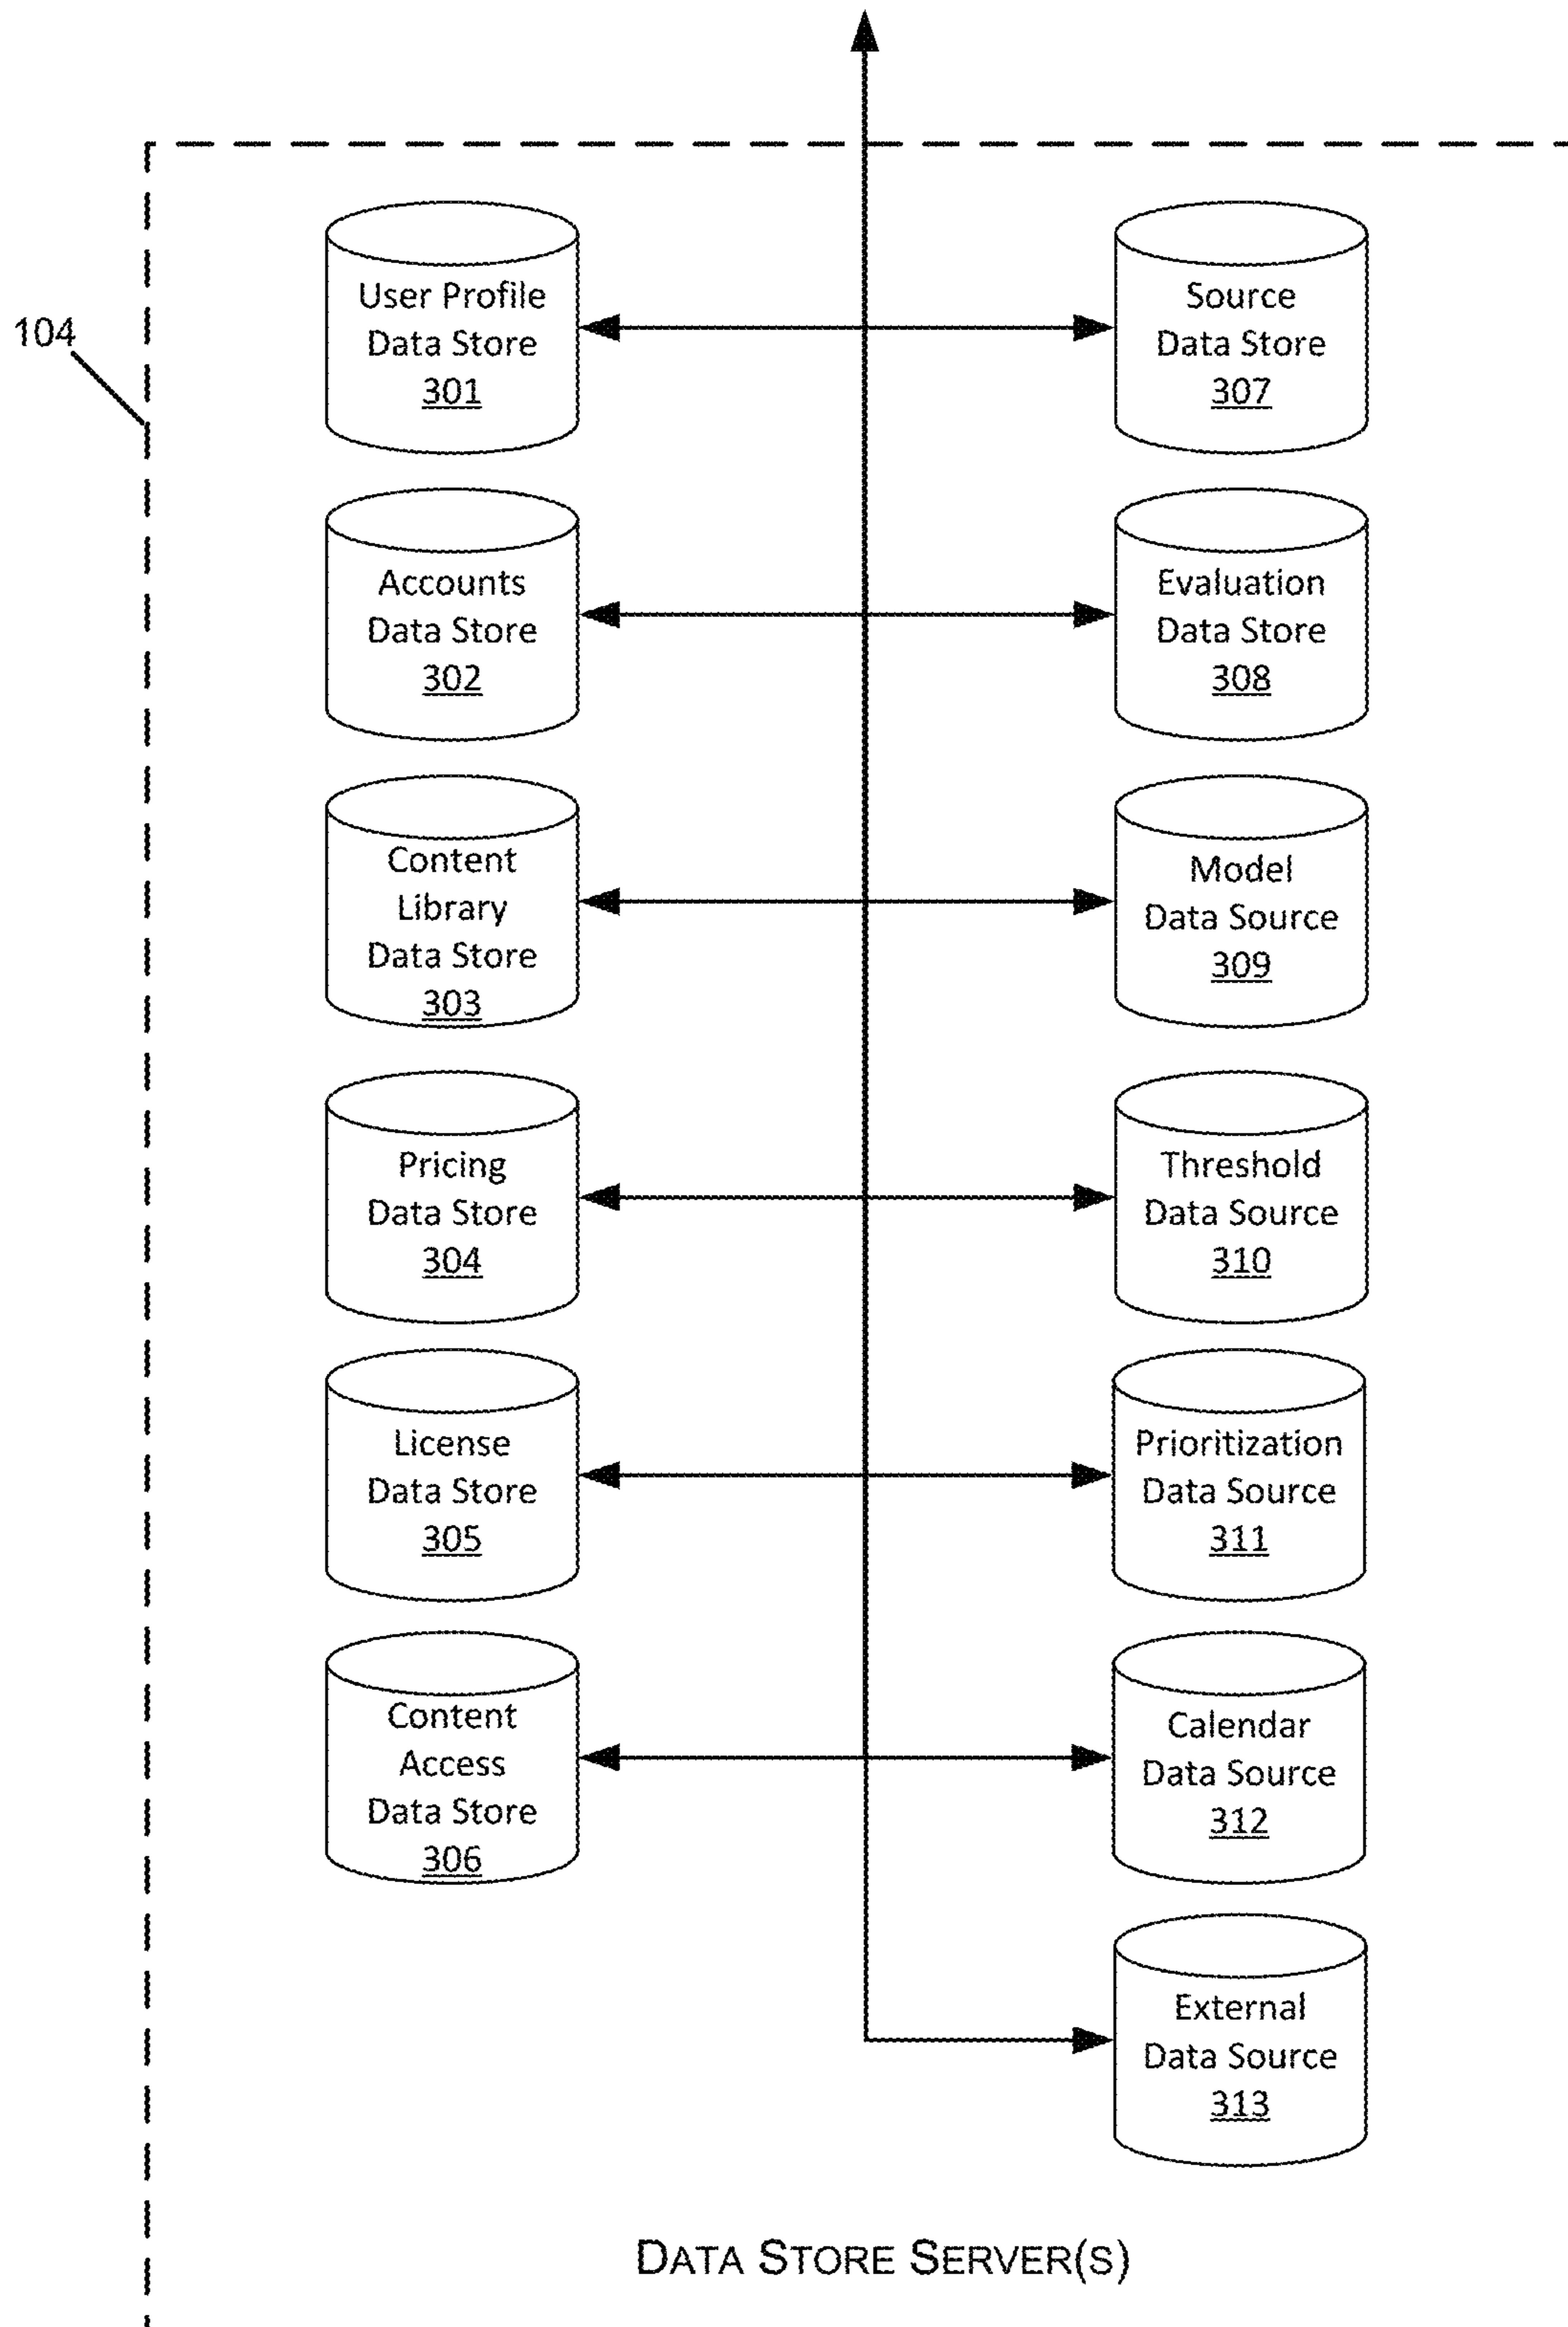 104
User Profile
Data Store
301
Source
Data Store
307
Accounts
Data Store
302
Evaluation
Data Store
308
Content
Library
Data Store
303
Model
Data Source
309
Pricing
Data Store
304
Threshold
Data Source
310
License
Data Store
305
Prioritization
Data Source
311
Content
Access
Data Store
306
Calendar
Data Source
312
External
Data Source
313
DATA STORE SERVER(S)